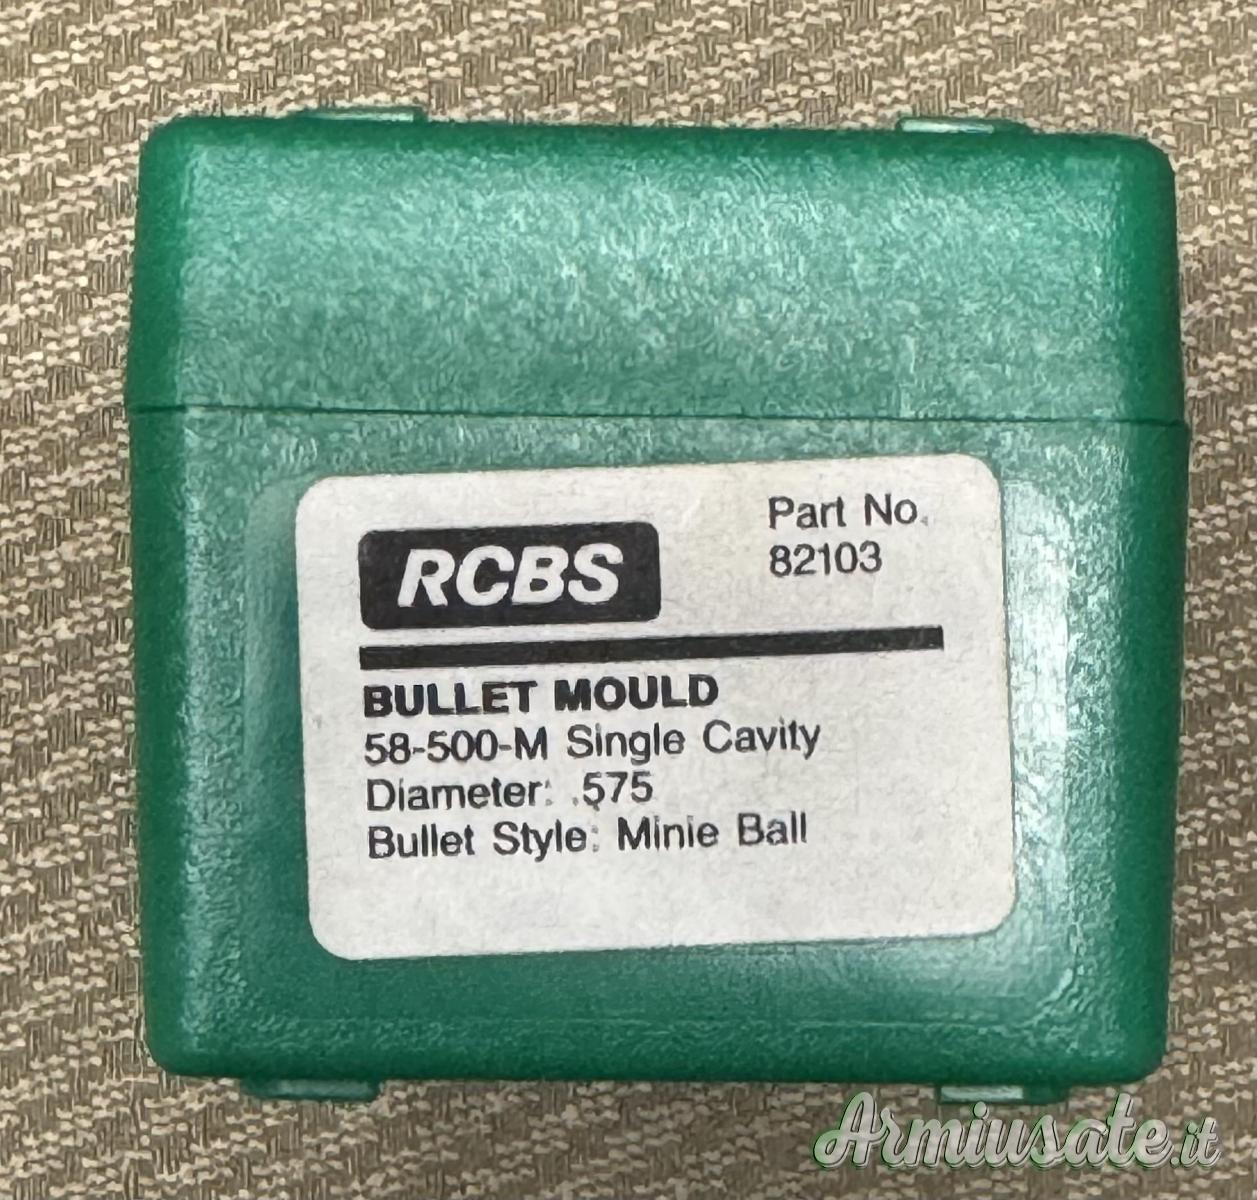 RCBS
Part No.
82103
BULLET MOULD
58-500-M Single Cavity
Diameter: .575
Bullet Style: Minie Ball
Armiusate.it